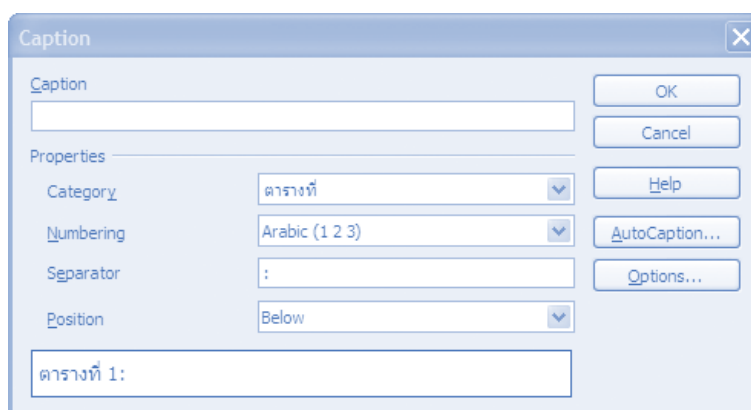 Caption
Caption
OK
Cancel
Properties
Category
ตารางที่
Help
Numbering
Arabic (1 2 3)
AutoCaption...
Separator
:
Options...
Position
Below
ตารางที่ 1: